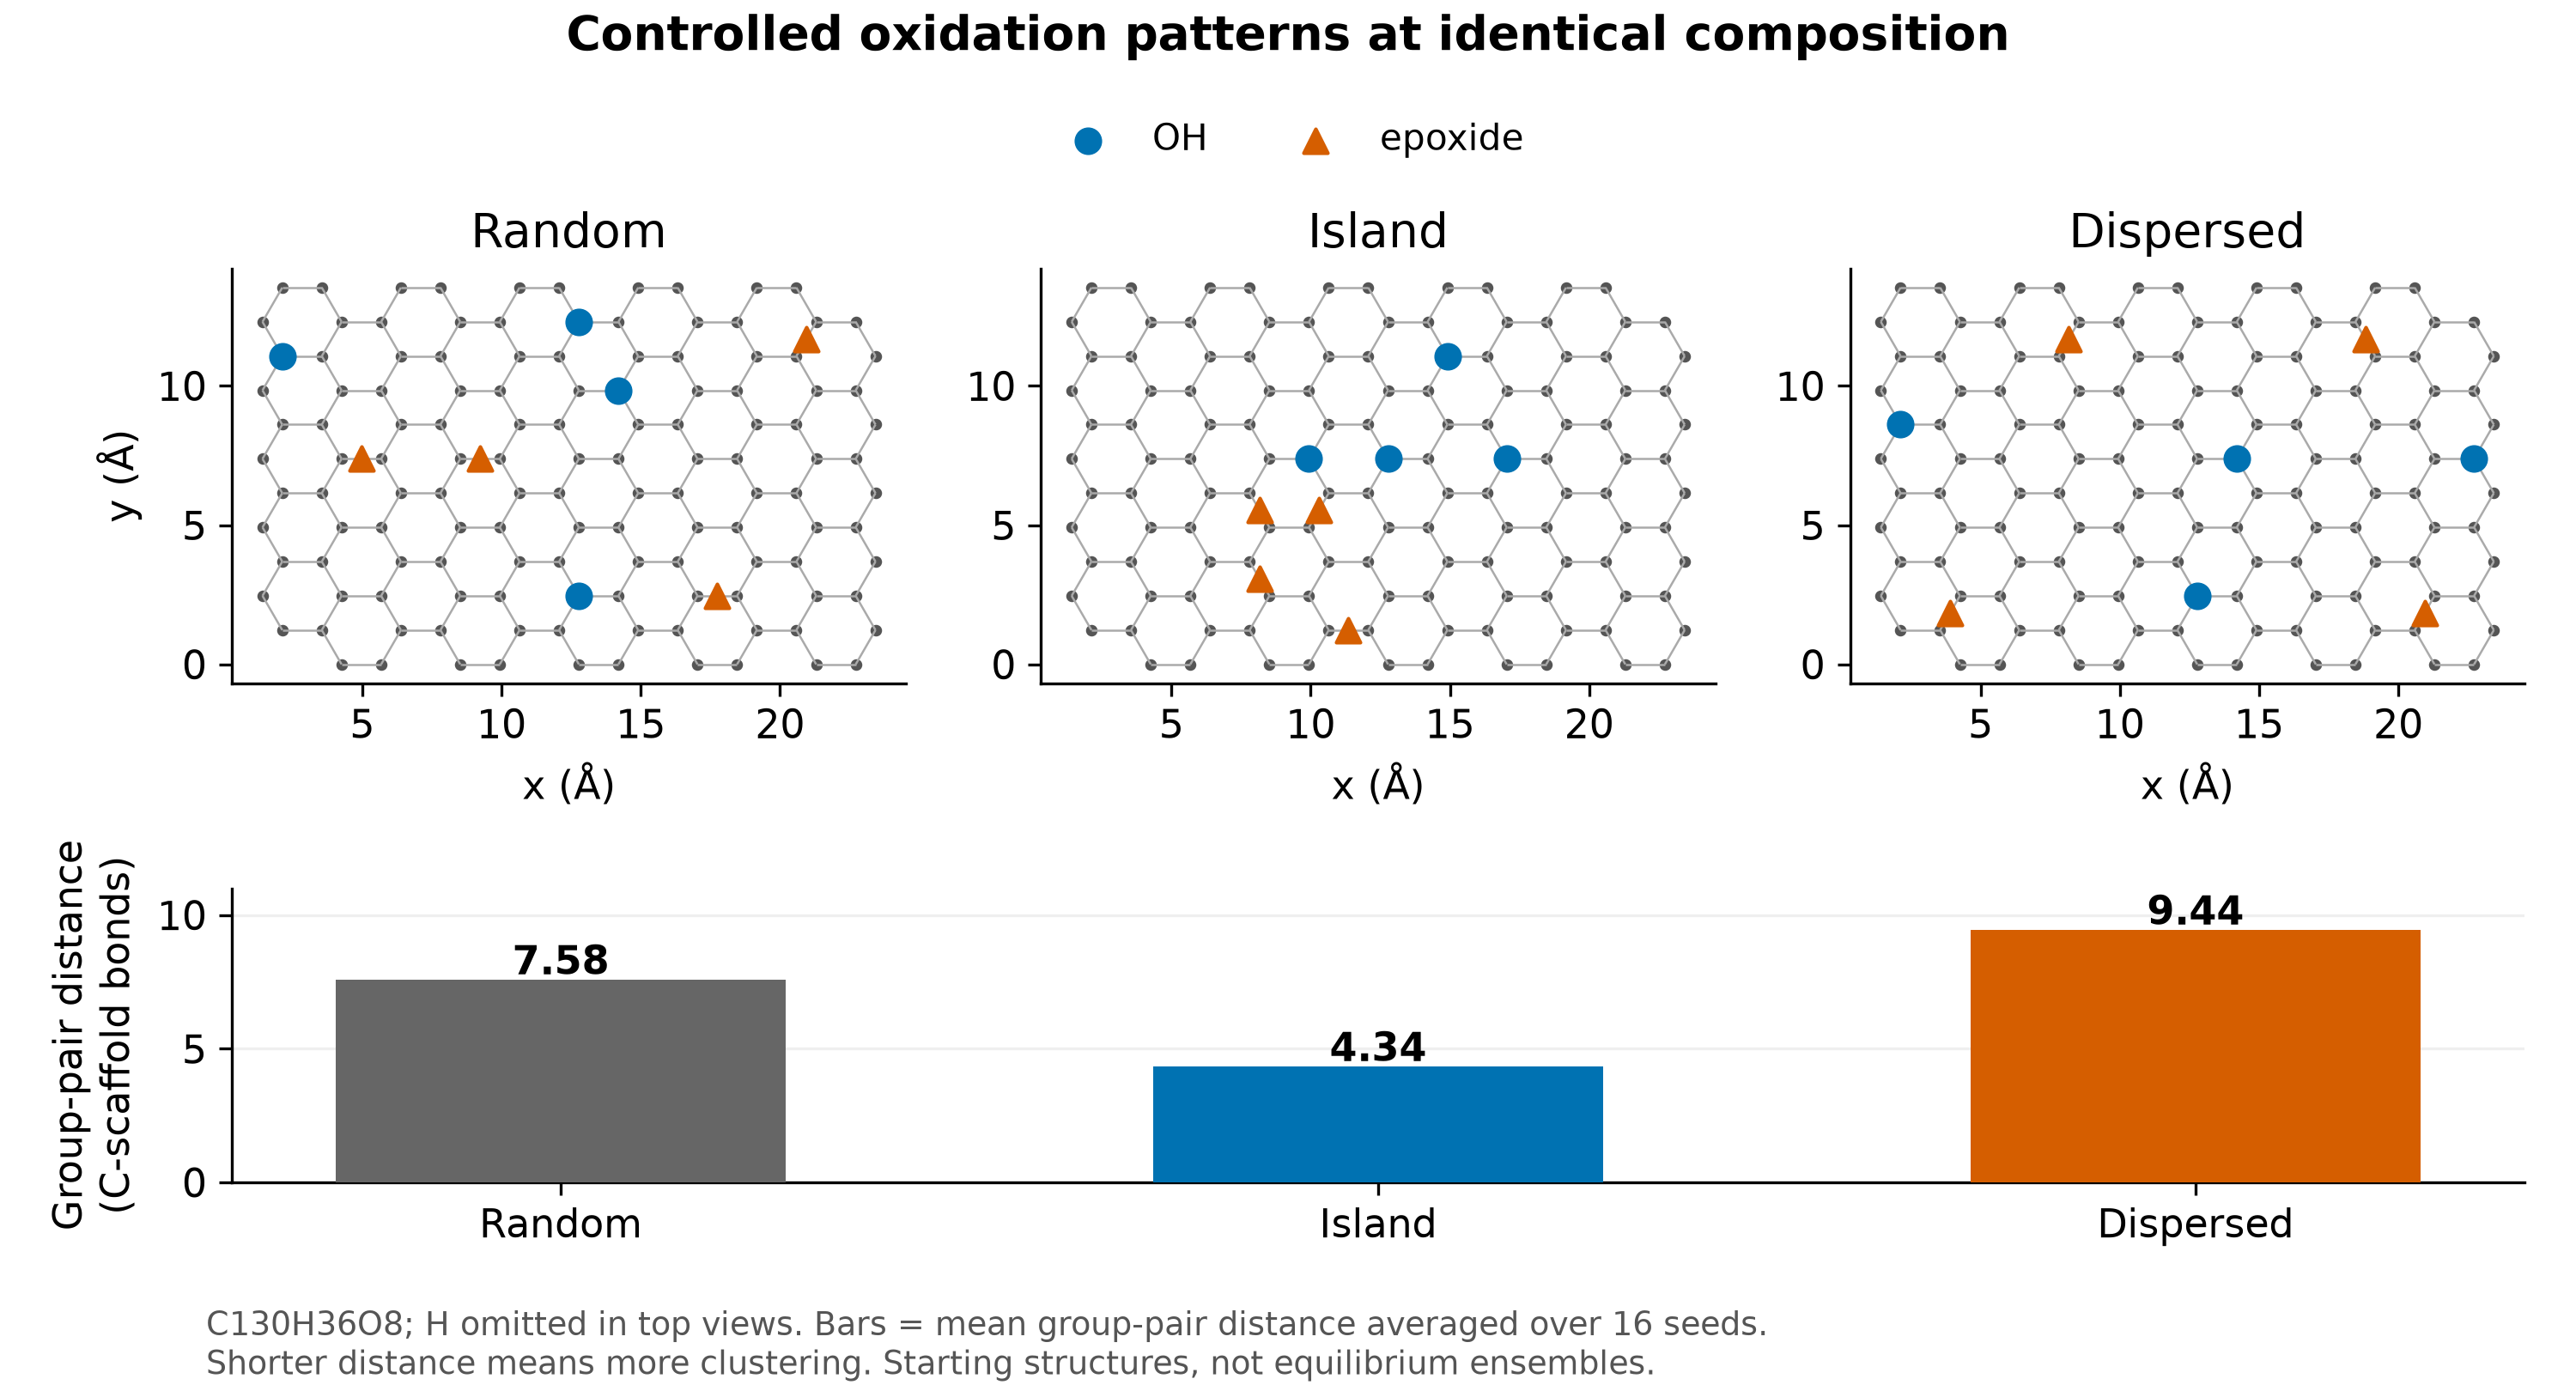 Controlled oxidation patterns at identical composition
OH
epoxide
Random
Island
Dispersed
y (Å)
10
5
0
5 10 15 20
x (Å)
10
5
0
5 10 15 20
x (Å)
10
5
0
5 10 15 20
x (Å)
Group-pair distance
(C-scaffold bonds)
10
5
0
7.58
4.34
9.44
Random
Island
Dispersed
C130H36O8; H omitted in top views. Bars = mean group-pair distance averaged over 16 seeds.
Shorter distance means more clustering. Starting structures, not equilibrium ensembles.